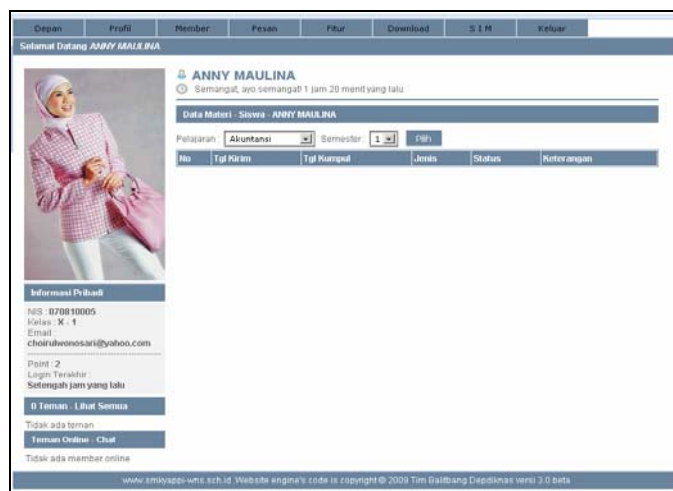 Depan Profil Member Pesan Fitur Download S I M Keluar
Selamat Datang ANNY MAULINA
ANNY MAULINA
Semangat, ayo semangat! 1 jam 20 menit yang lalu
Data Materi - Siswa - ANNY MAULINA
Pelajaran : Akuntansi Semester : 1 Pilih
No Tgl Kirim Tgl Kumpul Jenis Status Keterangan
Informasi Pribadi
NIS : 070810005
Kelas : X - 1
Email :
choirulwonosari@yahoo.com
Point : 2
Login Terakhir :
Setengah jam yang lalu
0 Teman - Lihat Semua
Tidak ada teman
Teman Online - Chat
Tidak ada member online
www.smkyappi-wns.sch.id Website engine's code is copyright © 2009 Tim Balitbang Depdiknas versi 3.0 beta